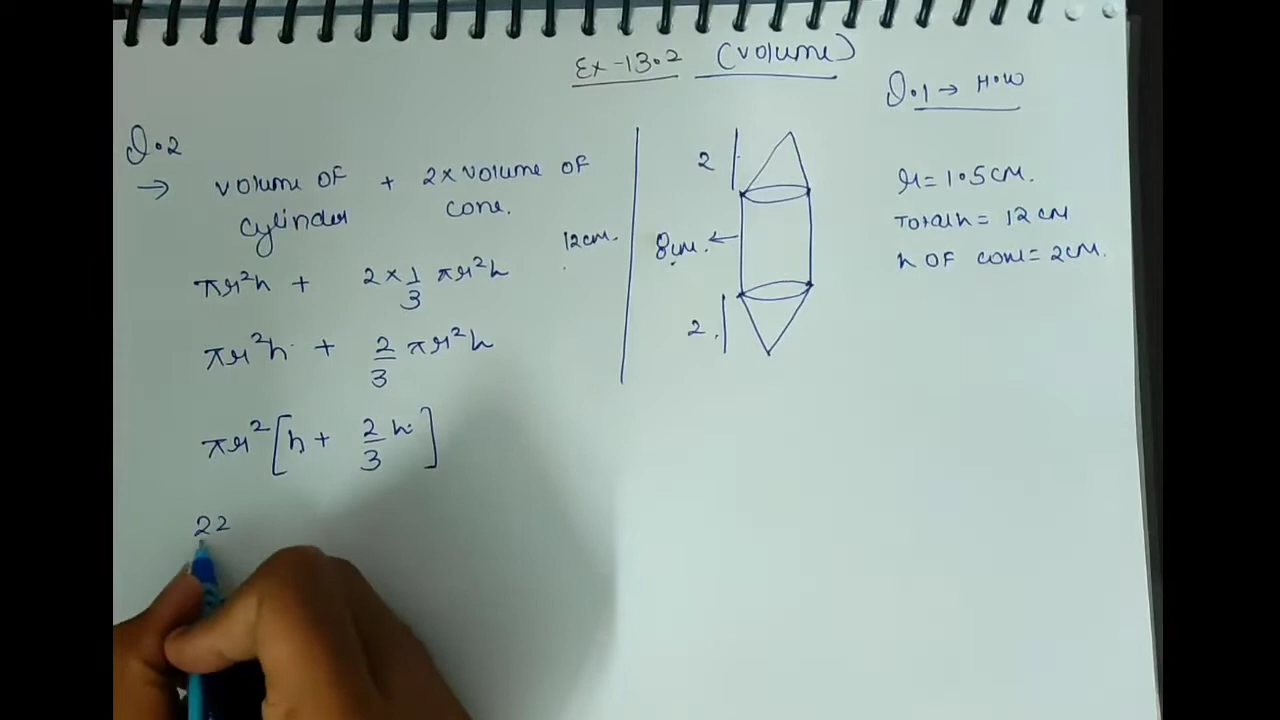 Ex-13.2 (Volume)
Q.1 → H.W
Q.2
→ volume of cylinder + 2 x volume of cone.
πr²h + 2 × 1/3 πr²h
πr²h + 2/3 πr²h
πr² [h + 2/3 h]
22
12cm.
2
8cm.
2
r = 1.5cm.
Total h = 12 cm
h of cone = 2cm.